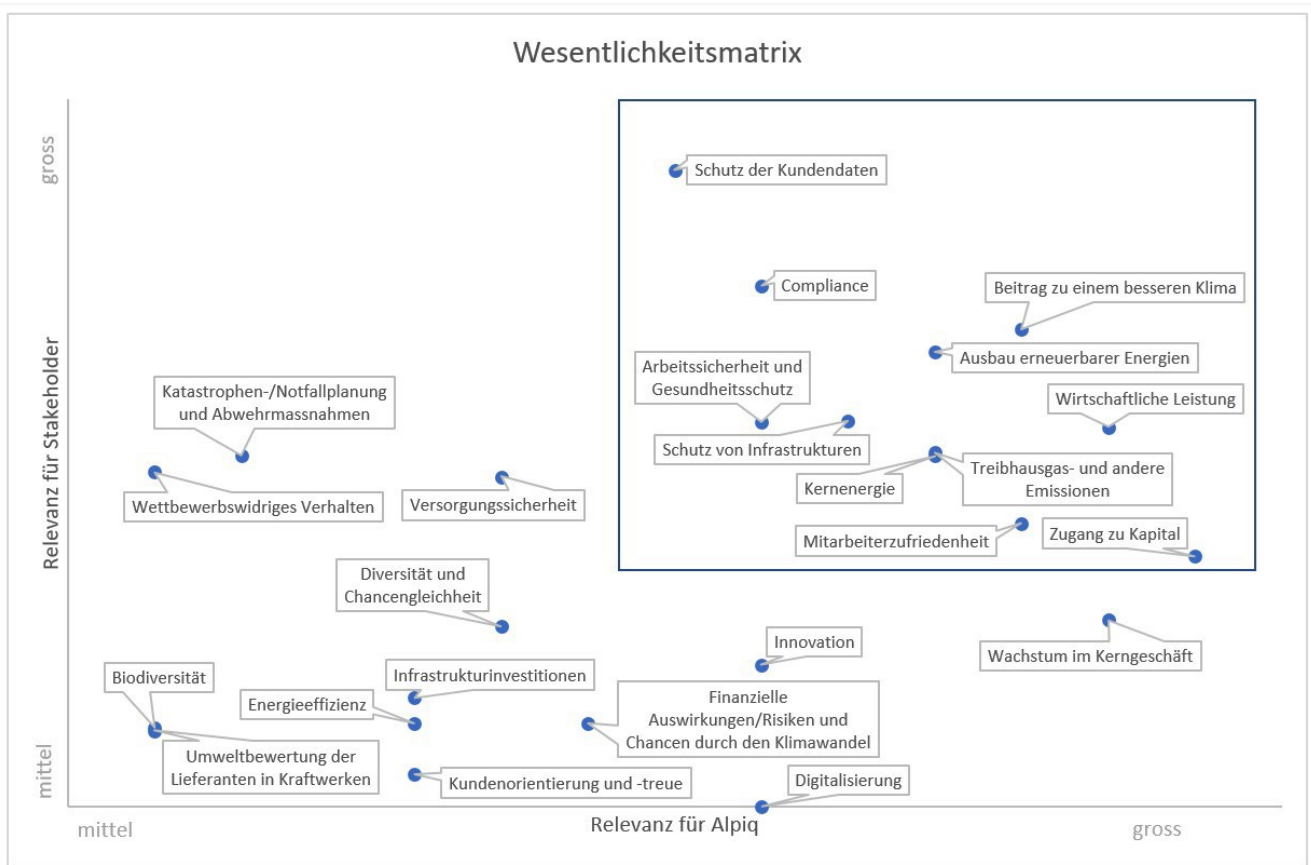 Wesentlichkeitsmatrix
gross
Relevanz für Stakeholder
mittel
Schutz der Kundendaten
Compliance
Beitrag zu einem besseren Klima
Ausbau erneuerbarer Energien
Arbeitssicherheit und
Gesundheitsschutz
Katastrophen-/Notfallplanung
und Abwehrmassnahmen
Wirtschaftliche Leistung
Schutz von Infrastrukturen
Wettbewerbswidriges Verhalten
Versorgungssicherheit
Kernenergie
Treibhausgas- und andere
Emissionen
Mitarbeiterzufriedenheit
Zugang zu Kapital
Diversität und
Chancengleichheit
Innovation
Wachstum im Kerngeschäft
Biodiversität
Infrastrukturinvestitionen
Energieeffizienz
Finanzielle
Auswirkungen/Risiken und
Chancen durch den Klimawandel
Umweltbewertung der
Lieferanten in Kraftwerken
Kundenorientierung und -treue
Digitalisierung
mittel
Relevanz für Alpiq
gross